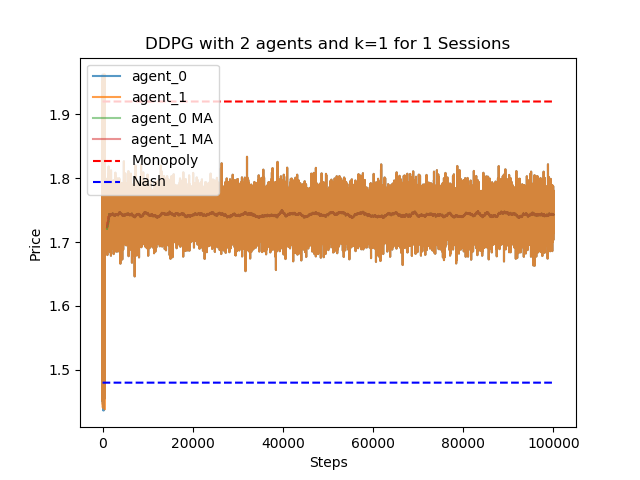 DDPG with 2 agents and k=1 for 1 Sessions
agent_0
agent_1
agent_0 MA
agent_1 MA
Monopoly
Nash
1.9
1.8
1.7
1.6
1.5
Price
0
20000
40000
60000
80000
100000
Steps